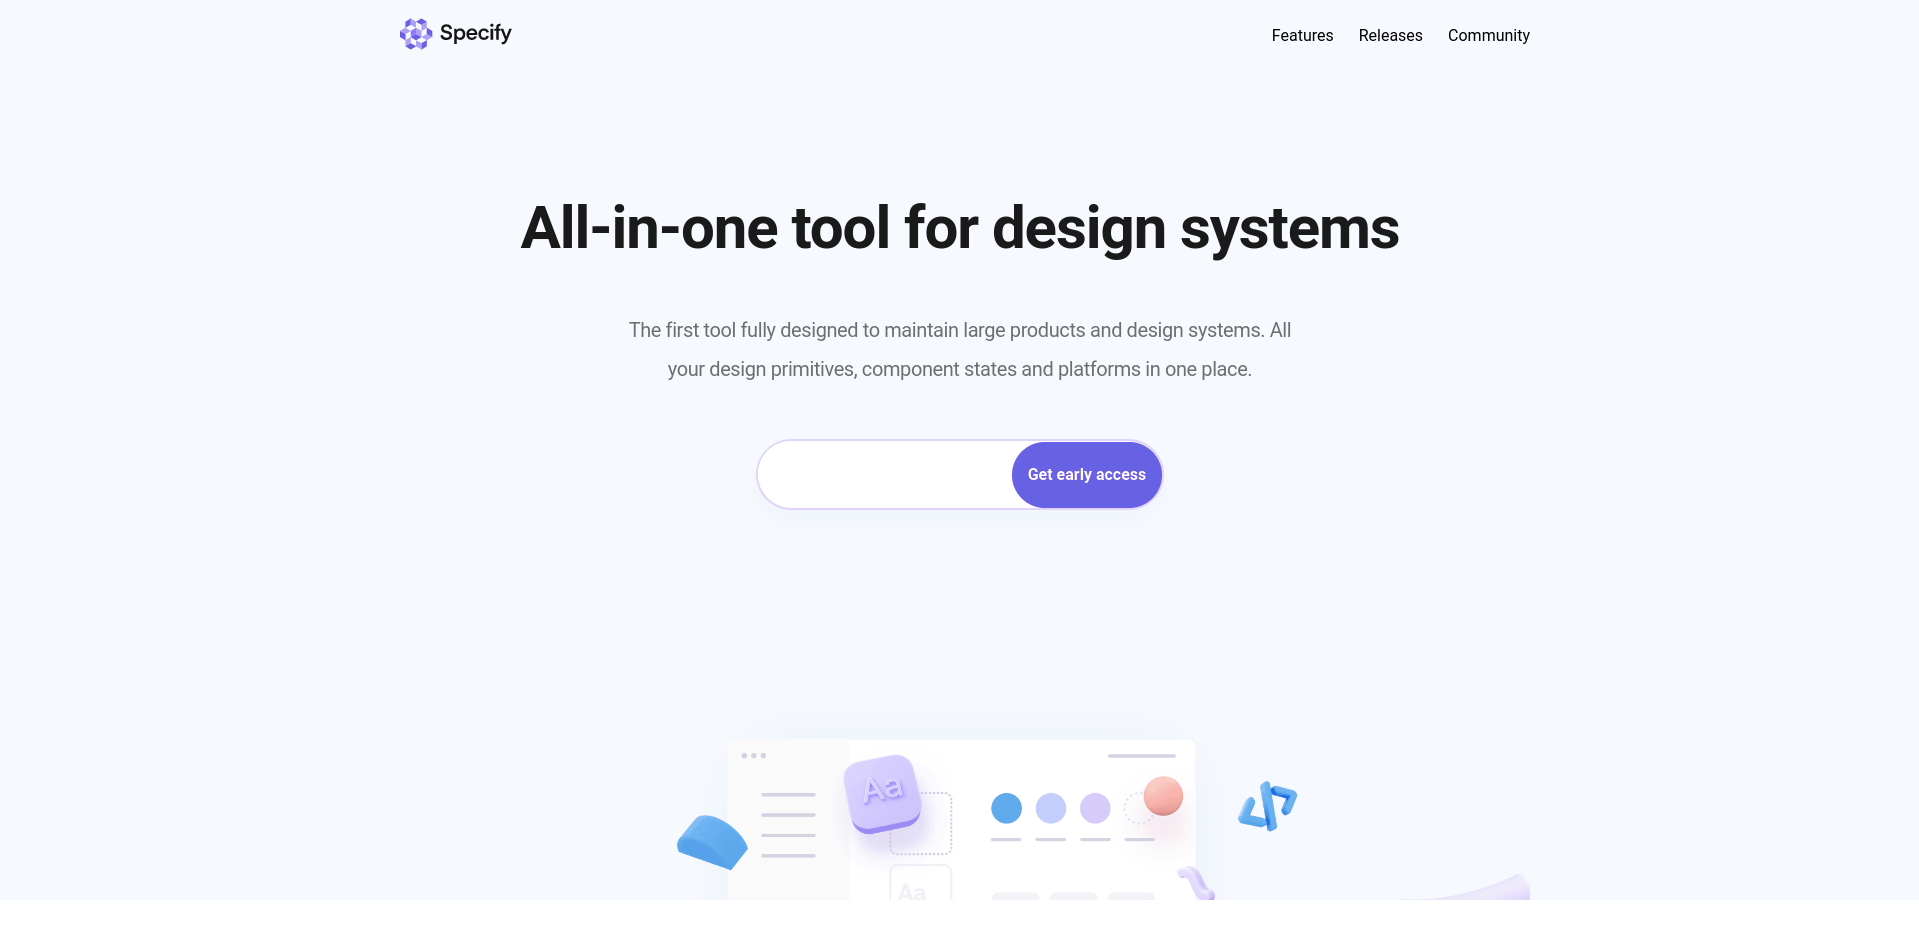 Specify
Features
Releases
Community
All-in-one tool for design systems
The first tool fully designed to maintain large products and design systems. All
your design primitives, component states and platforms in one place.
Get early access
Aa
Aa